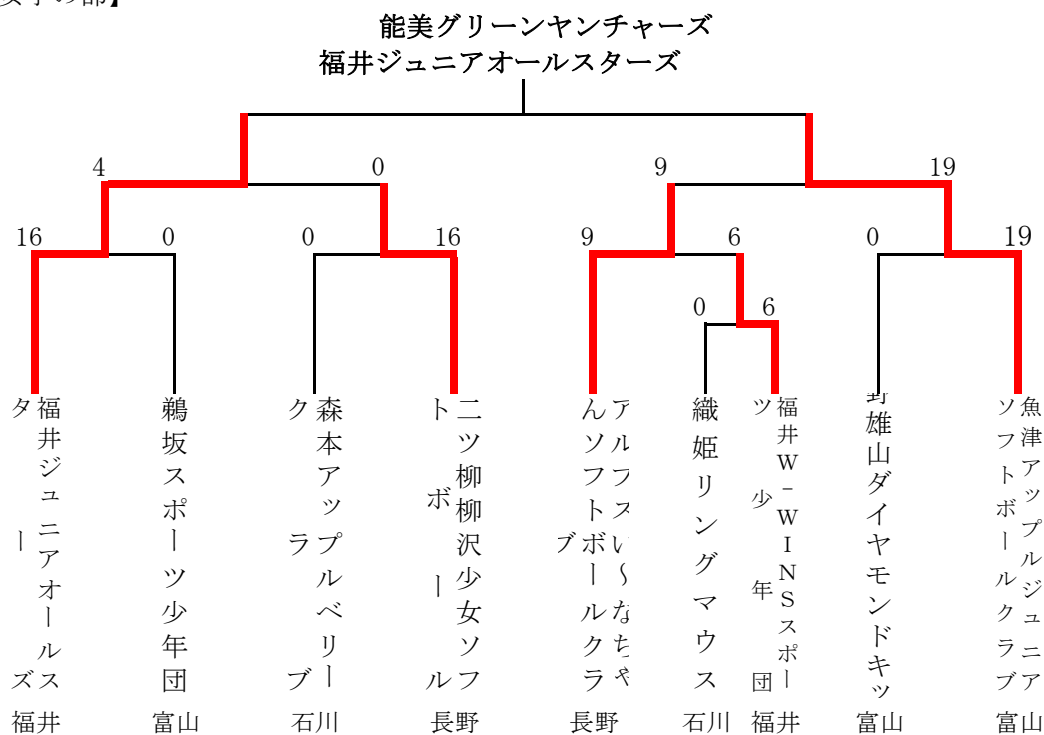 女子の部】
能美グリーンヤンチャーズ
福井ジュニアオールスターズ
4 0 9 19
16 0 0 16 9 6 0 19
0 6
福井ジュニアオールスターズ
鵜坂スポーツ少年団
森本アップルベリークラブ
二ツ柳柳沢少女ソフトボール
アルプスい～なちゃんソフトボールクラブ
織姫リングマウス
福井W-WINSスポーツ少年団
雄山ダイヤモンドキッ
魚津アップルジュニアソフトボールクラブ
福井 富山 石川 長野 長野 石川 福井 富山 富山